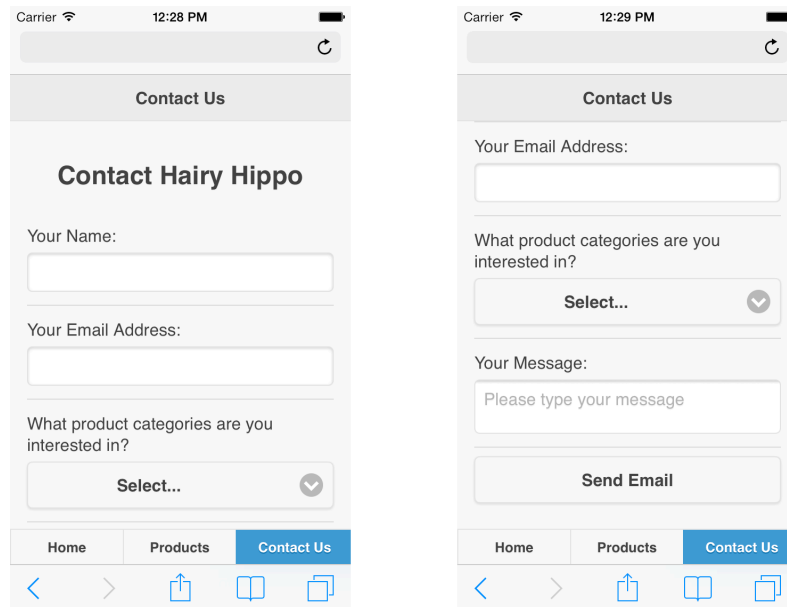 Carrier 12:28 PM
Contact Us
Contact Hairy Hippo
Your Name:
Your Email Address:
What product categories are you
interested in?
Select...
Home Products Contact Us
Carrier 12:29 PM
Contact Us
Your Email Address:
What product categories are you
interested in?
Select...
Your Message:
Please type your message
Send Email
Home Products Contact Us